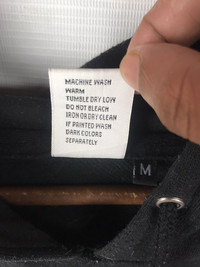 MACHINE WASH
WARM
TUMBLE DRY LOW
DO NOT BLEACH
IRON OR DRY CLEAN
IF PRINTED WASH
DARK COLORS
SEPARATELY
M